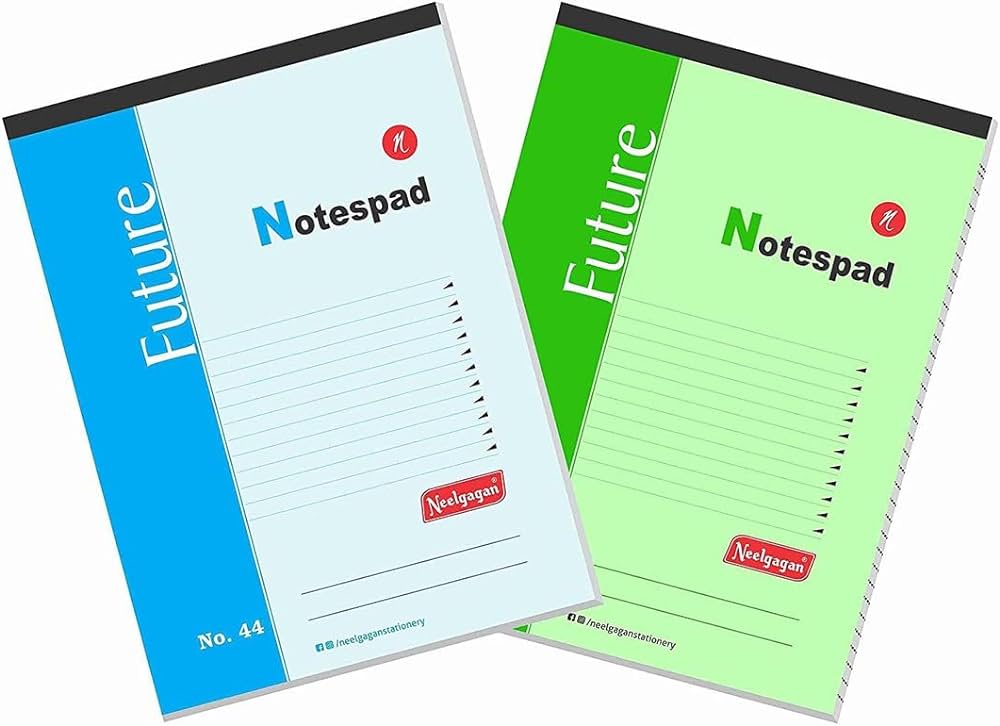 Future
n
Notespad
Neelgagan®
No. 44
/neelgaganstationery
Future
n
Notespad
Neelgagan®
/neelgaganstationery